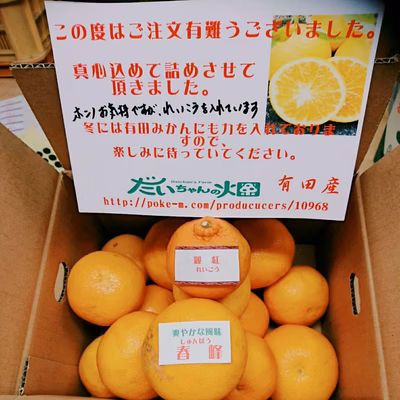 この度はご注文有難うございました。
真心込めて詰めさせて
頂きました。
ホンノお気持ですが、れいこうを入れています
冬には有田みかんにも力を入れております
ので、
楽しみに待っていてください。
だいちゃんの火田
有田産
http://poke-m.com/producucers/10968
麗紅
れいこう
爽やかな風味
しゅんぽう
春峰